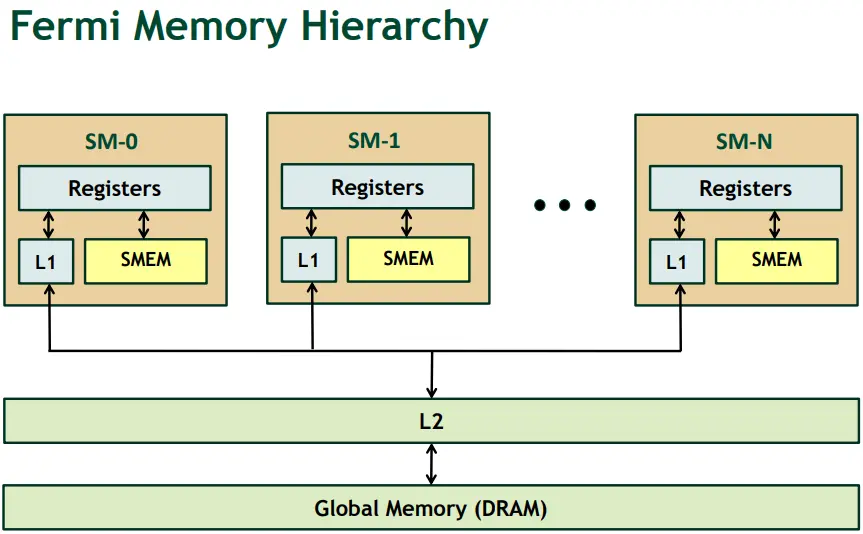 Fermi Memory Hierarchy
SM-0
Registers
L1
SMEM
SM-1
Registers
L1
SMEM
SM-N
Registers
L1
SMEM
L2
Global Memory (DRAM)